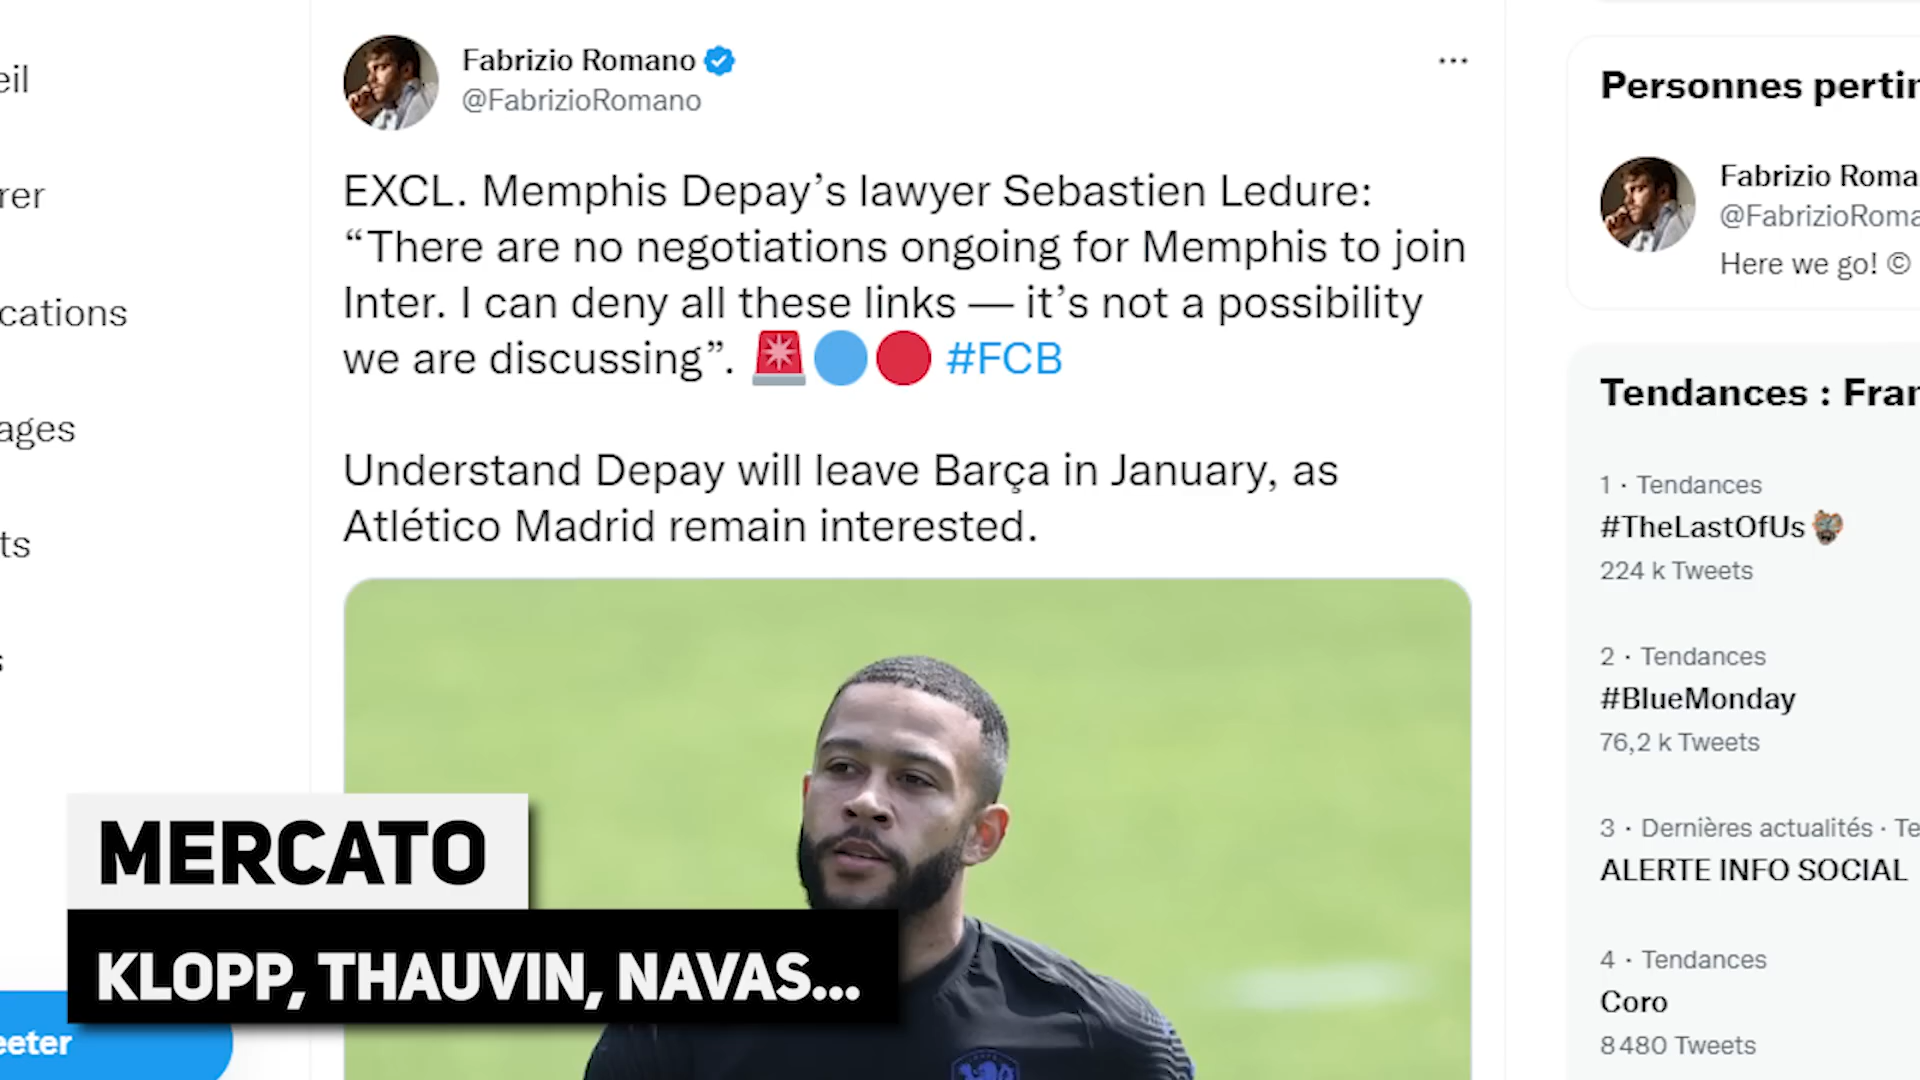 eil
rer
cations
ages
ts
s
eeter
Fabrizio Romano
@FabrizioRomano
EXCL. Memphis Depay’s lawyer Sebastien Ledure:
“There are no negotiations ongoing for Memphis to join
Inter. I can deny all these links — it’s not a possibility
we are discussing”. 🚨🔵🔴 #FCB
Understand Depay will leave Barça in January, as
Atlético Madrid remain interested.
MERCATO
KLOPP, THAUVIN, NAVAS...
Personnes pertin
Fabrizio Roma
@FabrizioRoma
Here we go! ©
Tendances : Fran
1 · Tendances
#TheLastOfUs
224 k Tweets
2 · Tendances
#BlueMonday
76,2 k Tweets
3 · Dernières actualités · Te
ALERTE INFO SOCIAL
4 · Tendances
Coro
8 480 Tweets